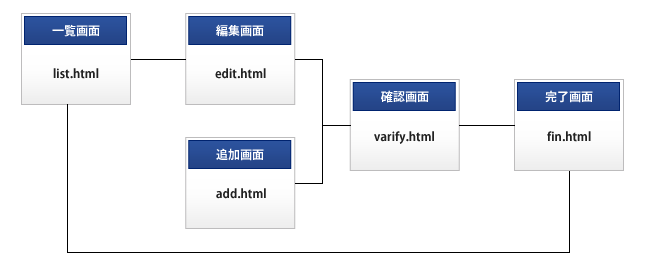 一覧画面
list.html
編集画面
edit.html
追加画面
add.html
確認画面
varify.html
完了画面
fin.html